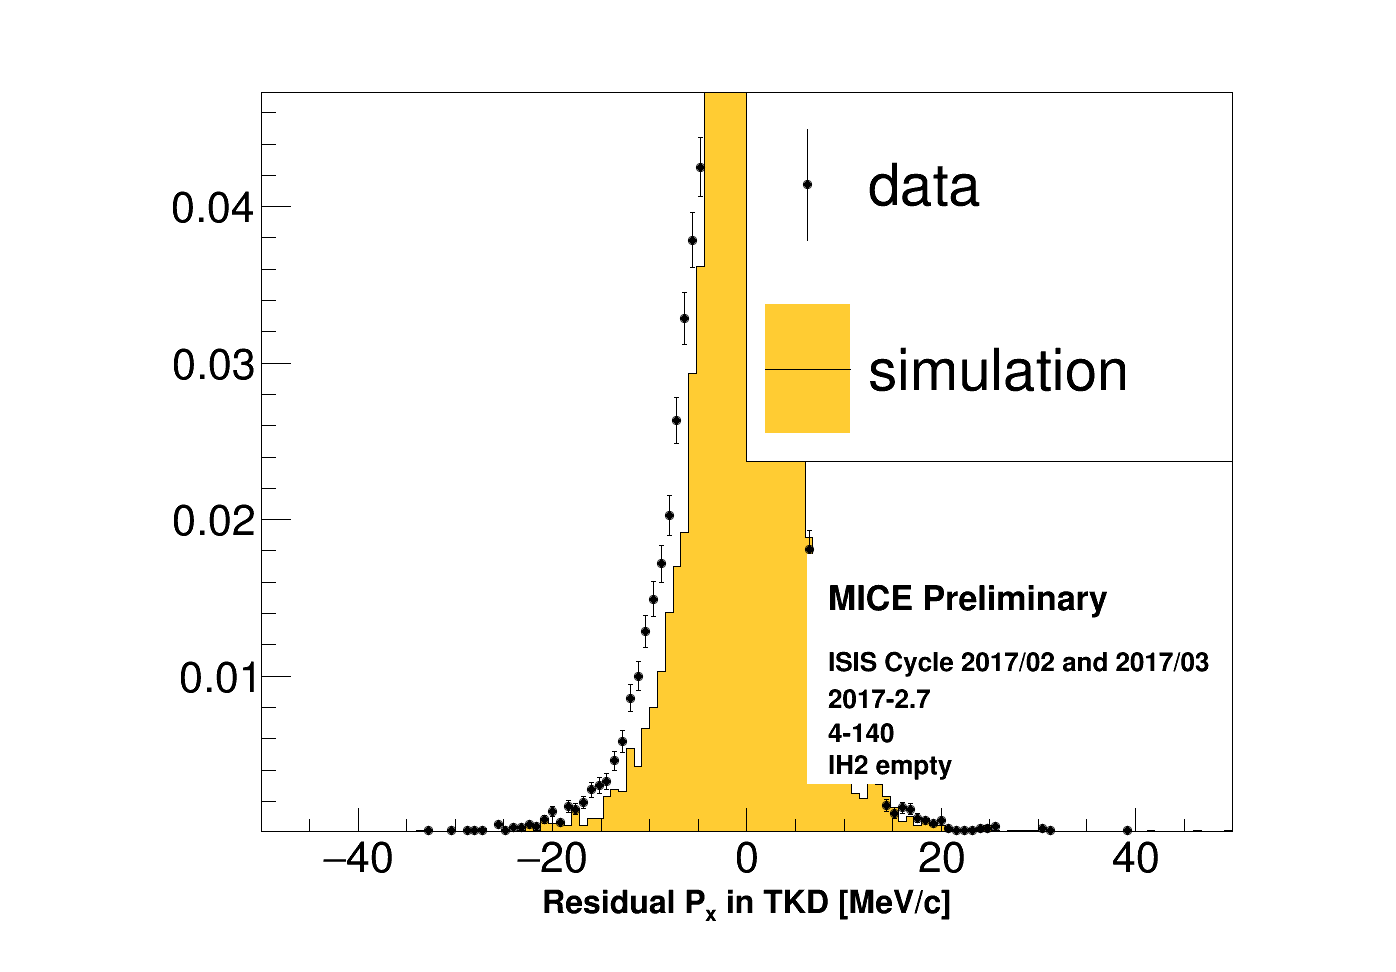 data
0.04
0.03
simulation
0.02
MICE Preliminary
0.01
ISIS Cycle 2017/02 and 2017/03
2017-2.7
4-140
IH2 empty
−40 −20 0 20 40
Residual Px in TKD [MeV/c]